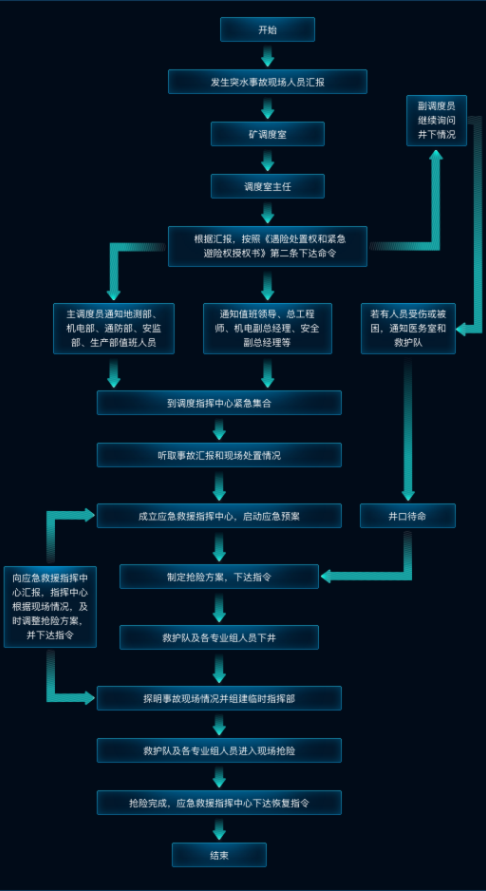 开始
发生突水事故现场人员汇报
副调度员
继续询问
井下情况
矿调度室
调度室主任
根据汇报，按照《遇险处置权和紧急
避险权授权书》第二条下达命令
主调度员通知地测部、
机电部、通防部、安监
部、生产部值班人员
通知值班领导、总工程
师、机电副总经理、安全
副总经理等
若有人员受伤或被
困，通知医务室和
救护队
到调度指挥中心紧急集合
听取事故汇报和现场处置情况
成立应急救援指挥中心，启动应急预案
井口待命
向应急救援指挥中
心汇报，指挥中心
根据现场情况，及
时调整抢险方案，
并下达指令
制定抢险方案，下达指令
救护队及各专业组人员下井
探明事故现场情况并组建临时指挥部
救护队及各专业组人员进入现场抢险
抢险完成，应急救援指挥中心下达恢复指令
结束